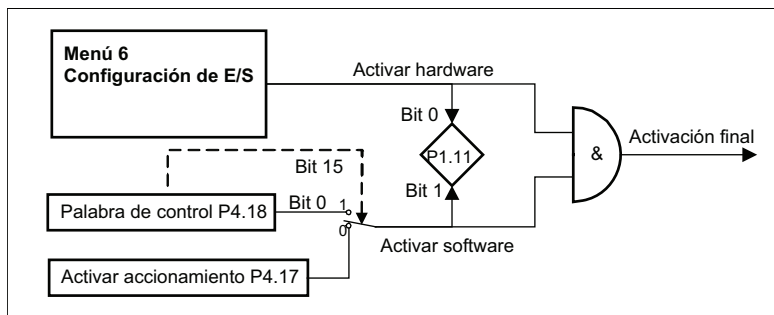 Menú 6
Configuración de E/S
Activar hardware
Bit 0
P1.11
&
Activación final
Bit 15
Bit 1
Palabra de control P4.18
Bit 0
1
0
Activar software
Activar accionamiento P4.17